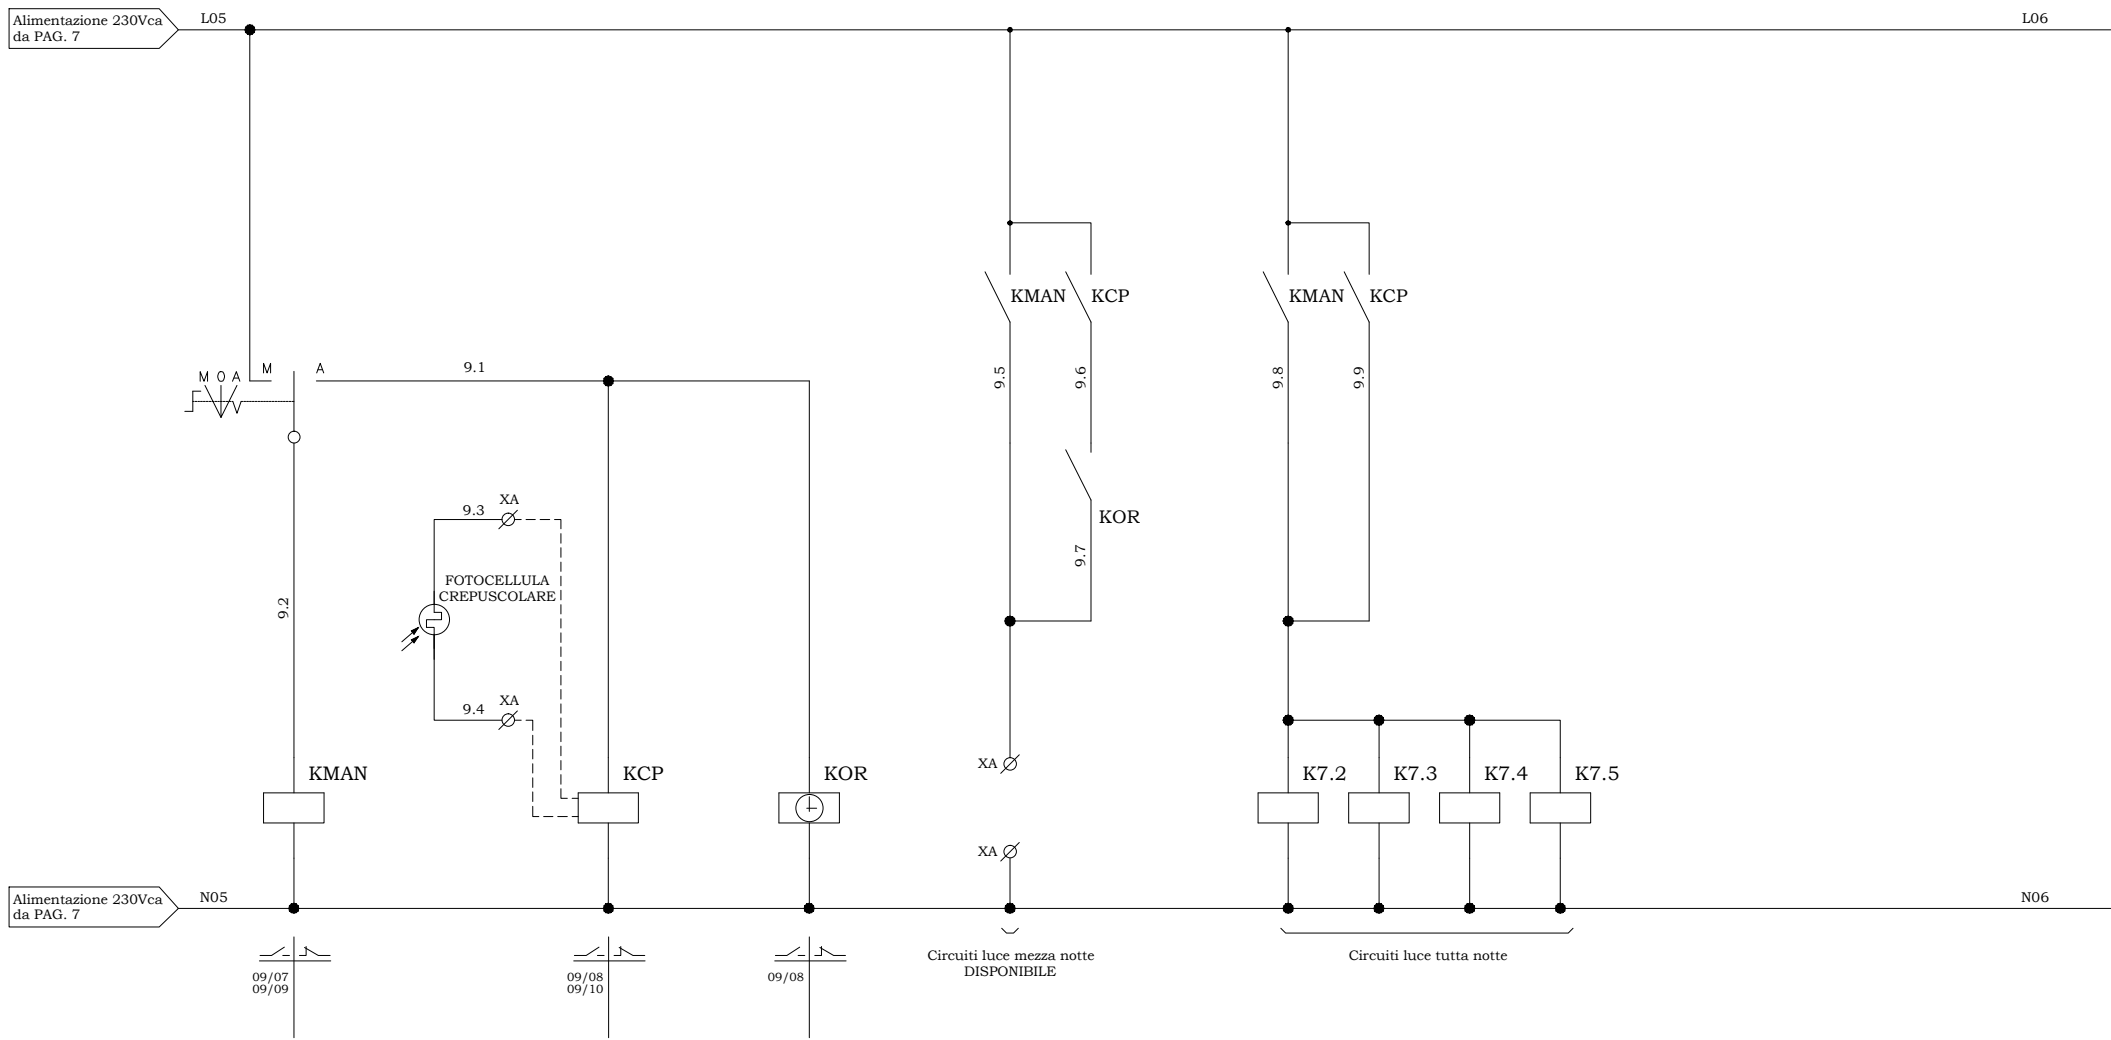 Alimentazione 230Vca
da PAG. 7
L05
L06
KMAN
KCP
KMAN
KCP
M O A
M
A
9.1
9.5
9.6
9.8
9.9
XA
9.3
KOR
9.7
FOTOCELLULA
CREPUSCOLARE
9.2
XA
9.4
XA
KMAN
KCP
KOR
K7.2
K7.3
K7.4
K7.5
XA
Alimentazione 230Vca
da PAG. 7
N05
N06
09/07
09/09
09/08
09/10
09/08
Circuiti luce mezza notte
DISPONIBILE
Circuiti luce tutta notte